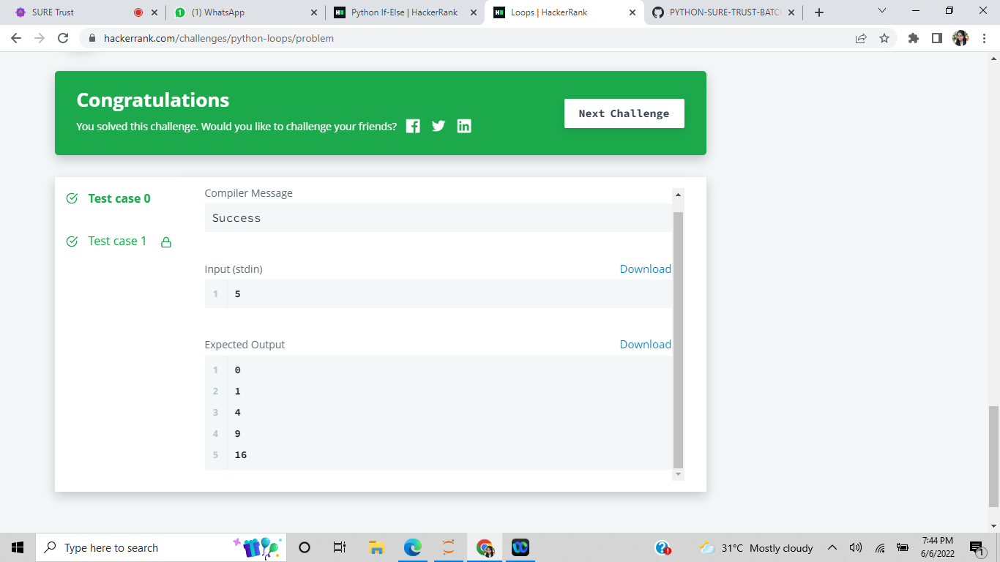 SURE Trust
(1) WhatsApp
Python If-Else | HackerRank
Loops | HackerRank
PYTHON-SURE-TRUST-BATC
hackerrank.com/challenges/python-loops/problem
Congratulations
You solved this challenge. Would you like to challenge your friends?
Next Challenge
Test case 0
Test case 1
Compiler Message
Success
Input (stdin)
Download
1 5
Expected Output
Download
1 0
2 1
3 4
4 9
5 16
Type here to search
31°C Mostly cloudy
7:44 PM
6/6/2022
1